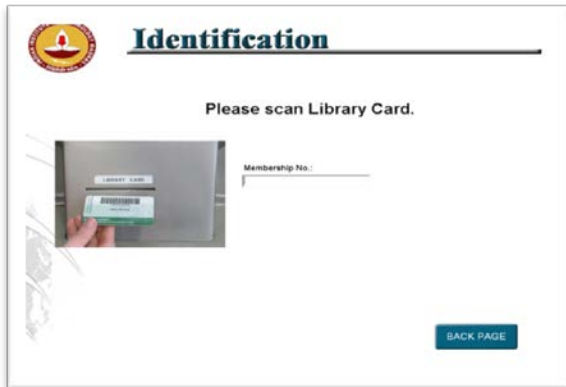 Identification
Please scan Library Card.
LIBRARY CARD
Membership No.:
BACK PAGE